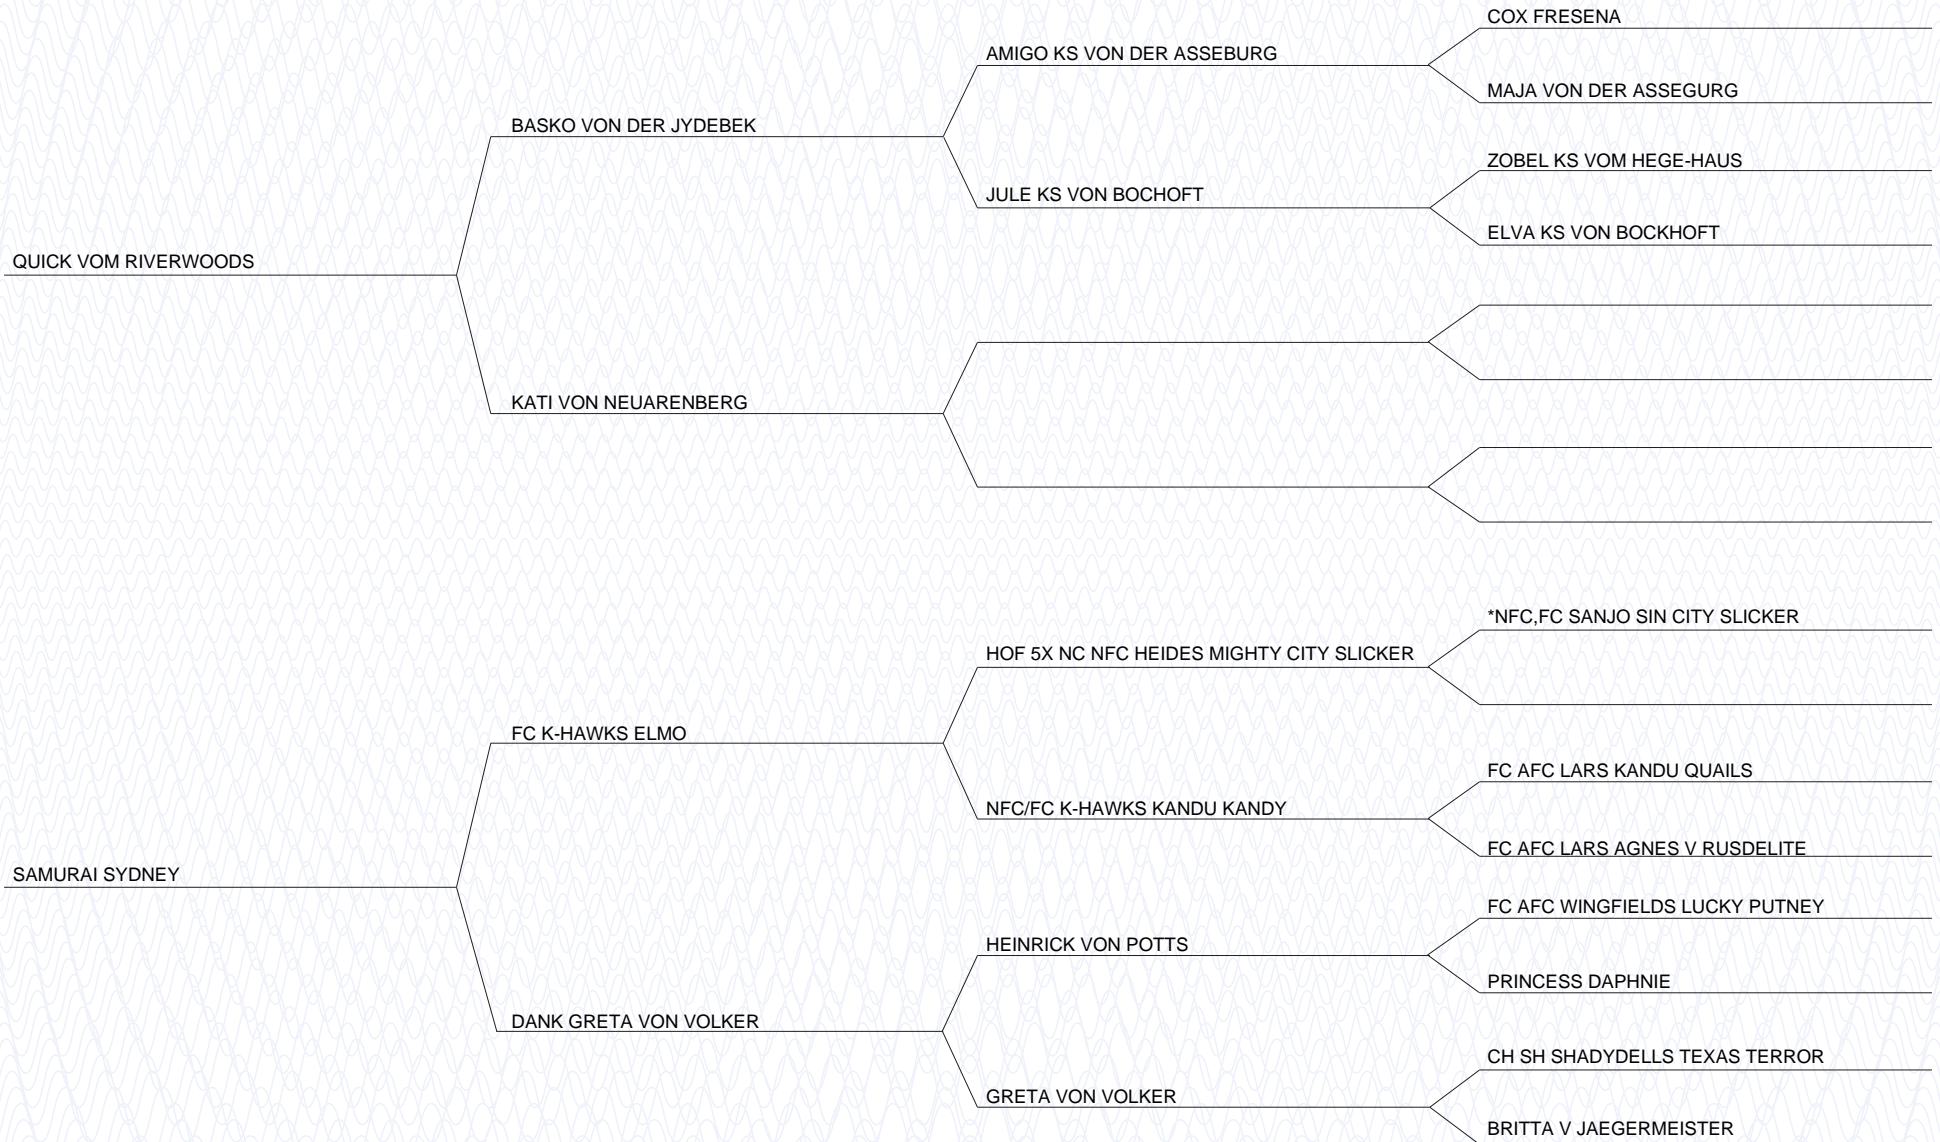 COX FRESENA
AMIGO KS VON DER ASSEBURG
MAJA VON DER ASSEGURG
BASKO VON DER JYDEBEK
ZOBEL KS VOM HEGE-HAUS
JULE KS VON BOCHOFT
ELVA KS VON BOCKHOFT
QUICK VOM RIVERWOODS
KATI VON NEUARENBERG
*NFC,FC SANJO SIN CITY SLICKER
HOF 5X NC NFC HEIDES MIGHTY CITY SLICKER
FC K-HAWKS ELMO
FC AFC LARS KANDU QUAILS
NFC/FC K-HAWKS KANDU KANDY
FC AFC LARS AGNES V RUSDELITE
SAMURAI SYDNEY
FC AFC WINGFIELDS LUCKY PUTNEY
HEINRICK VON POTTS
PRINCESS DAPHNIE
DANK GRETA VON VOLKER
CH SH SHADYDELLS TEXAS TERROR
GRETA VON VOLKER
BRITTA V JAEGERMEISTER